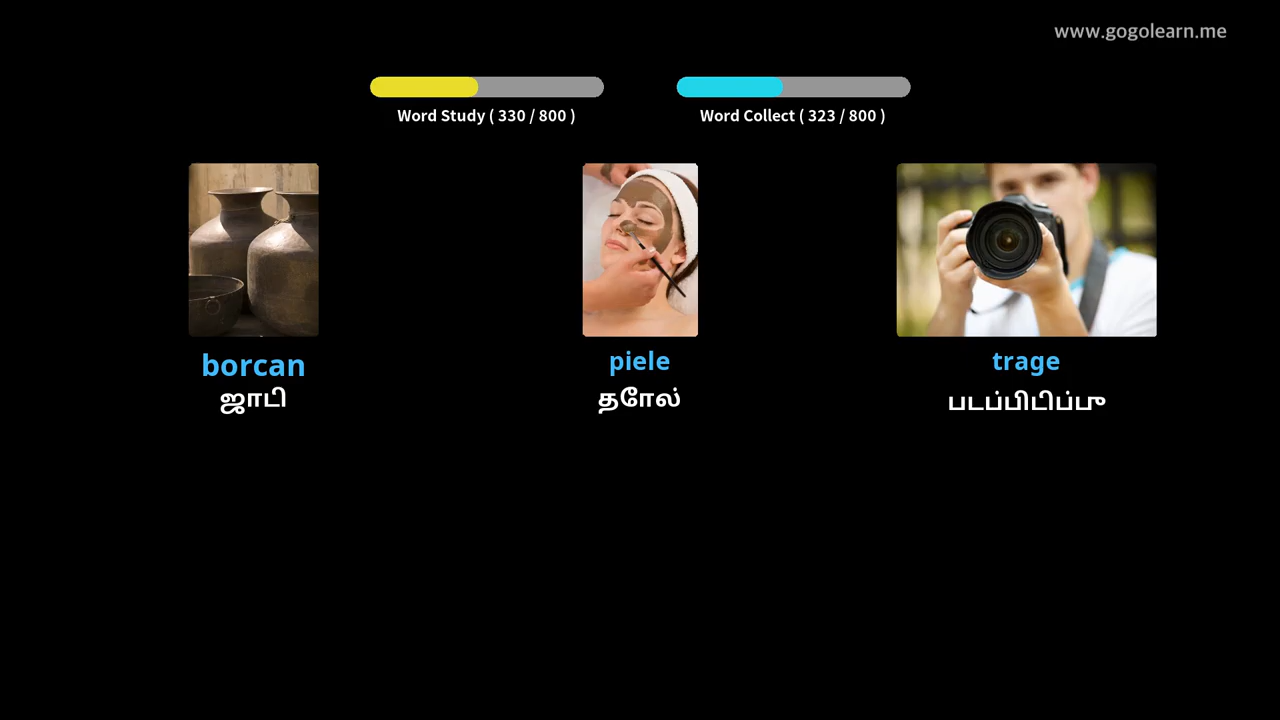 www.gogolearn.me
Word Study ( 330 / 800 )
Word Collect ( 323 / 800 )
borcan
ஜாடி
piele
தோல்
trage
படப்பிடிப்பு